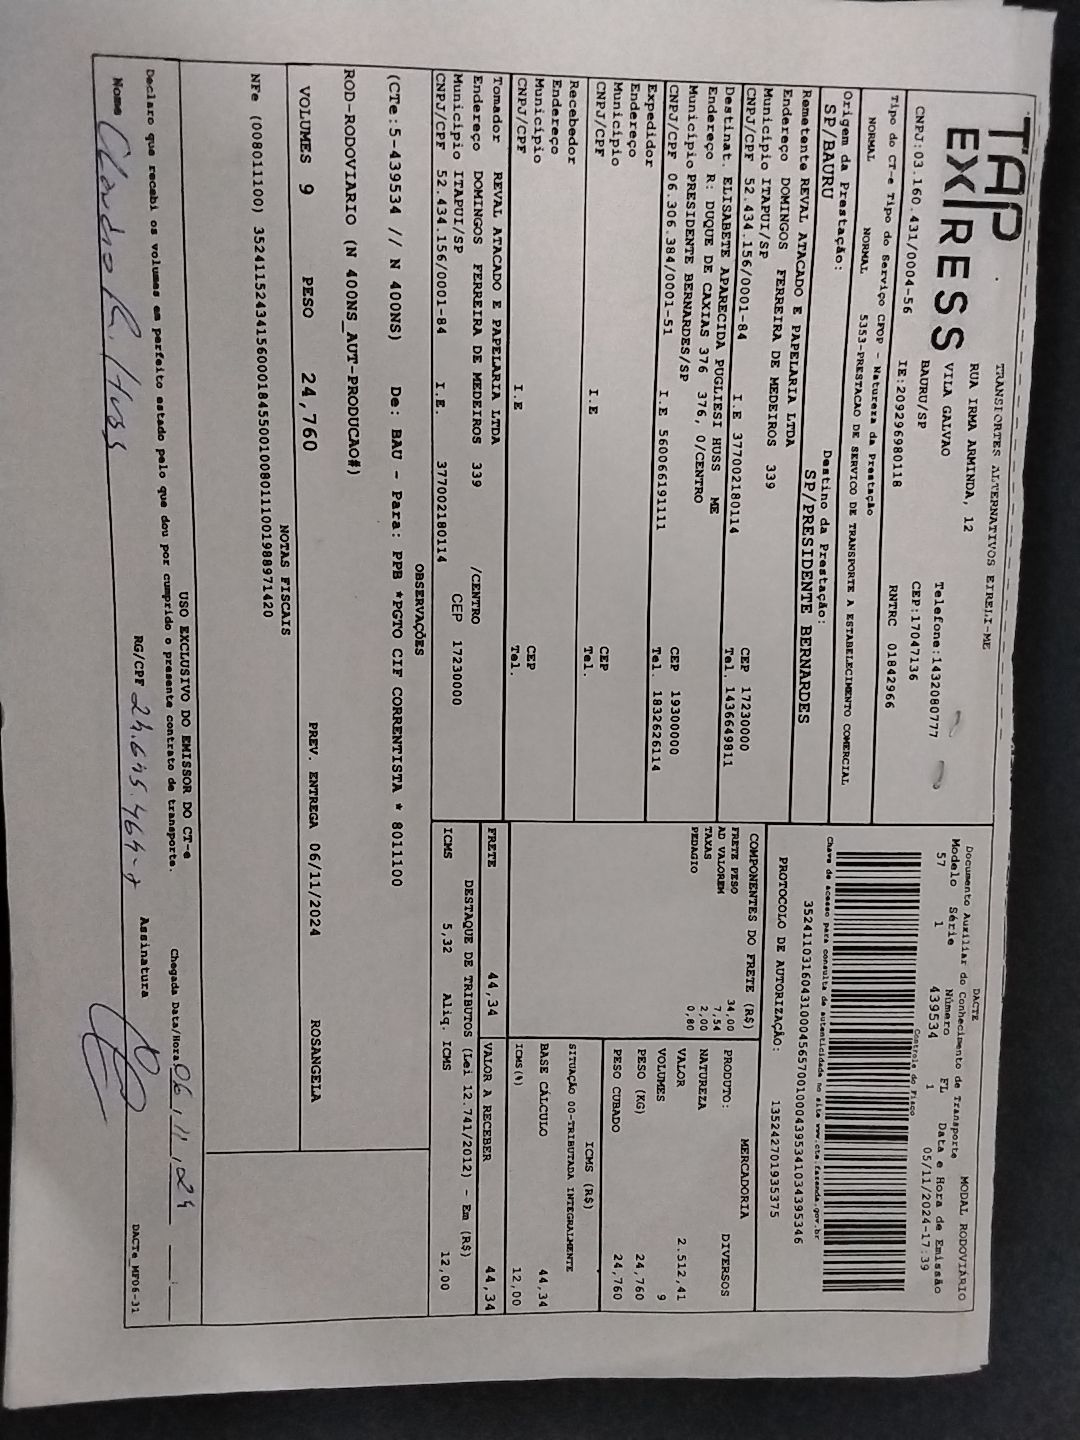 TAP EXPRESS
TRANSPORTES ALTERNATIVOS EIRELI-ME
RUA IRMA ARMINDA, 12
VILA GALVAO
BAURU/SP
Telefone:1432080777
CEP:17047136
CNPJ:03.160.431/0004-56 IE:209296980118 RNTRC 01842966
DACTE
Documento Auxiliar do Conhecimento de Transporte
MODAL RODOVIÁRIO
Modelo Série Número FL Data e Hora de Emissão
57 1 439534 1 05/11/2024-17:39
Controle do Fisco
Chave de acesso para consulta de autenticidade no site www.cte.fazenda.gov.br
35241103160431000456570010004395341034395346
PROTOCOLO DE AUTORIZAÇÃO: 135242701935375
Tipo do CT-e Tipo do Serviço CFOP - Natureza da Prestação
NORMAL NORMAL 5353-PRESTACAO DE SERVICO DE TRANSPORTE A ESTABELECIMENTO COMERCIAL
Origem da Prestação: Destino da Prestação:
SP/BAURU SP/PRESIDENTE BERNARDES
Remetente REVAL ATACADO E PAPELARIA LTDA
Endereço DOMINGOS FERREIRA DE MEDEIROS 339
Município ITAPUI/SP CEP 17230000
CNPJ/CPF 52.434.156/0001-84 I.E 377002180114 Tel. 1436649811
Destinat. ELISABETE APARECIDA PUGLIESI HUSS ME
Endereço R: DUQUE DE CAXIAS 376 376, 0/CENTRO
Município PRESIDENTE BERNARDES/SP CEP 19300000
CNPJ/CPF 06.306.384/0001-51 I.E 560066191111 Tel. 1832626114
Expedidor
Endereço
Município CEP
CNPJ/CPF I.E Tel.
Recebedor
Endereço
Município CEP
CNPJ/CPF I.E Tel.
Tomador REVAL ATACADO E PAPELARIA LTDA
Endereço DOMINGOS FERREIRA DE MEDEIROS 339 /CENTRO
Município ITAPUI/SP CEP 17230000
CNPJ/CPF 52.434.156/0001-84 I.E. 377002180114
COMPONENTES DO FRETE (R$)
FRETE PESO 34,00
AD VALOREM 7,54
TAXAS 2,00
PEDAGIO 0,80
PRODUTO: MERCADORIA
NATUREZA DIVERSOS
VALOR 2.512,41
VOLUMES 9
PESO (KG) 24,760
PESO CUBADO 24,760
ICMS (R$)
SITUAÇÃO 00-TRIBUTADA INTEGRALMENTE
BASE CÁLCULO 44,34
ICMS(%) 12,00
FRETE 44,34 VALOR A RECEBER 44,34
DESTAQUE DE TRIBUTOS (Lei 12.741/2012) - Em (R$)
ICMS 5,32 Aliq. ICMS 12,00
OBSERVAÇÕES
(CTe:5-439534 // N 400NS) De: BAU - Para: PPB *PGTO CIF CORRENTISTA * 8011100
ROD-RODOVIARIO (N 400NS_AUT-PRODUCAO#)
VOLUMES 9 PESO 24,760 PREV. ENTREGA 06/11/2024 ROSANGELA
NOTAS FISCAIS
NFe (008011100) 35241152434156000184550010080111001988971420
USO EXCLUSIVO DO EMISSOR DO CT-e
Declaro que recebi os volumes em perfeito estado pelo que dou por cumprido o presente contrato de transporte.
Chegada Data/Hora 06/11/24
Nome Claudio R. Huss RG/CPF 24.645.464-7 Assinatura
DACTe_MF06-31